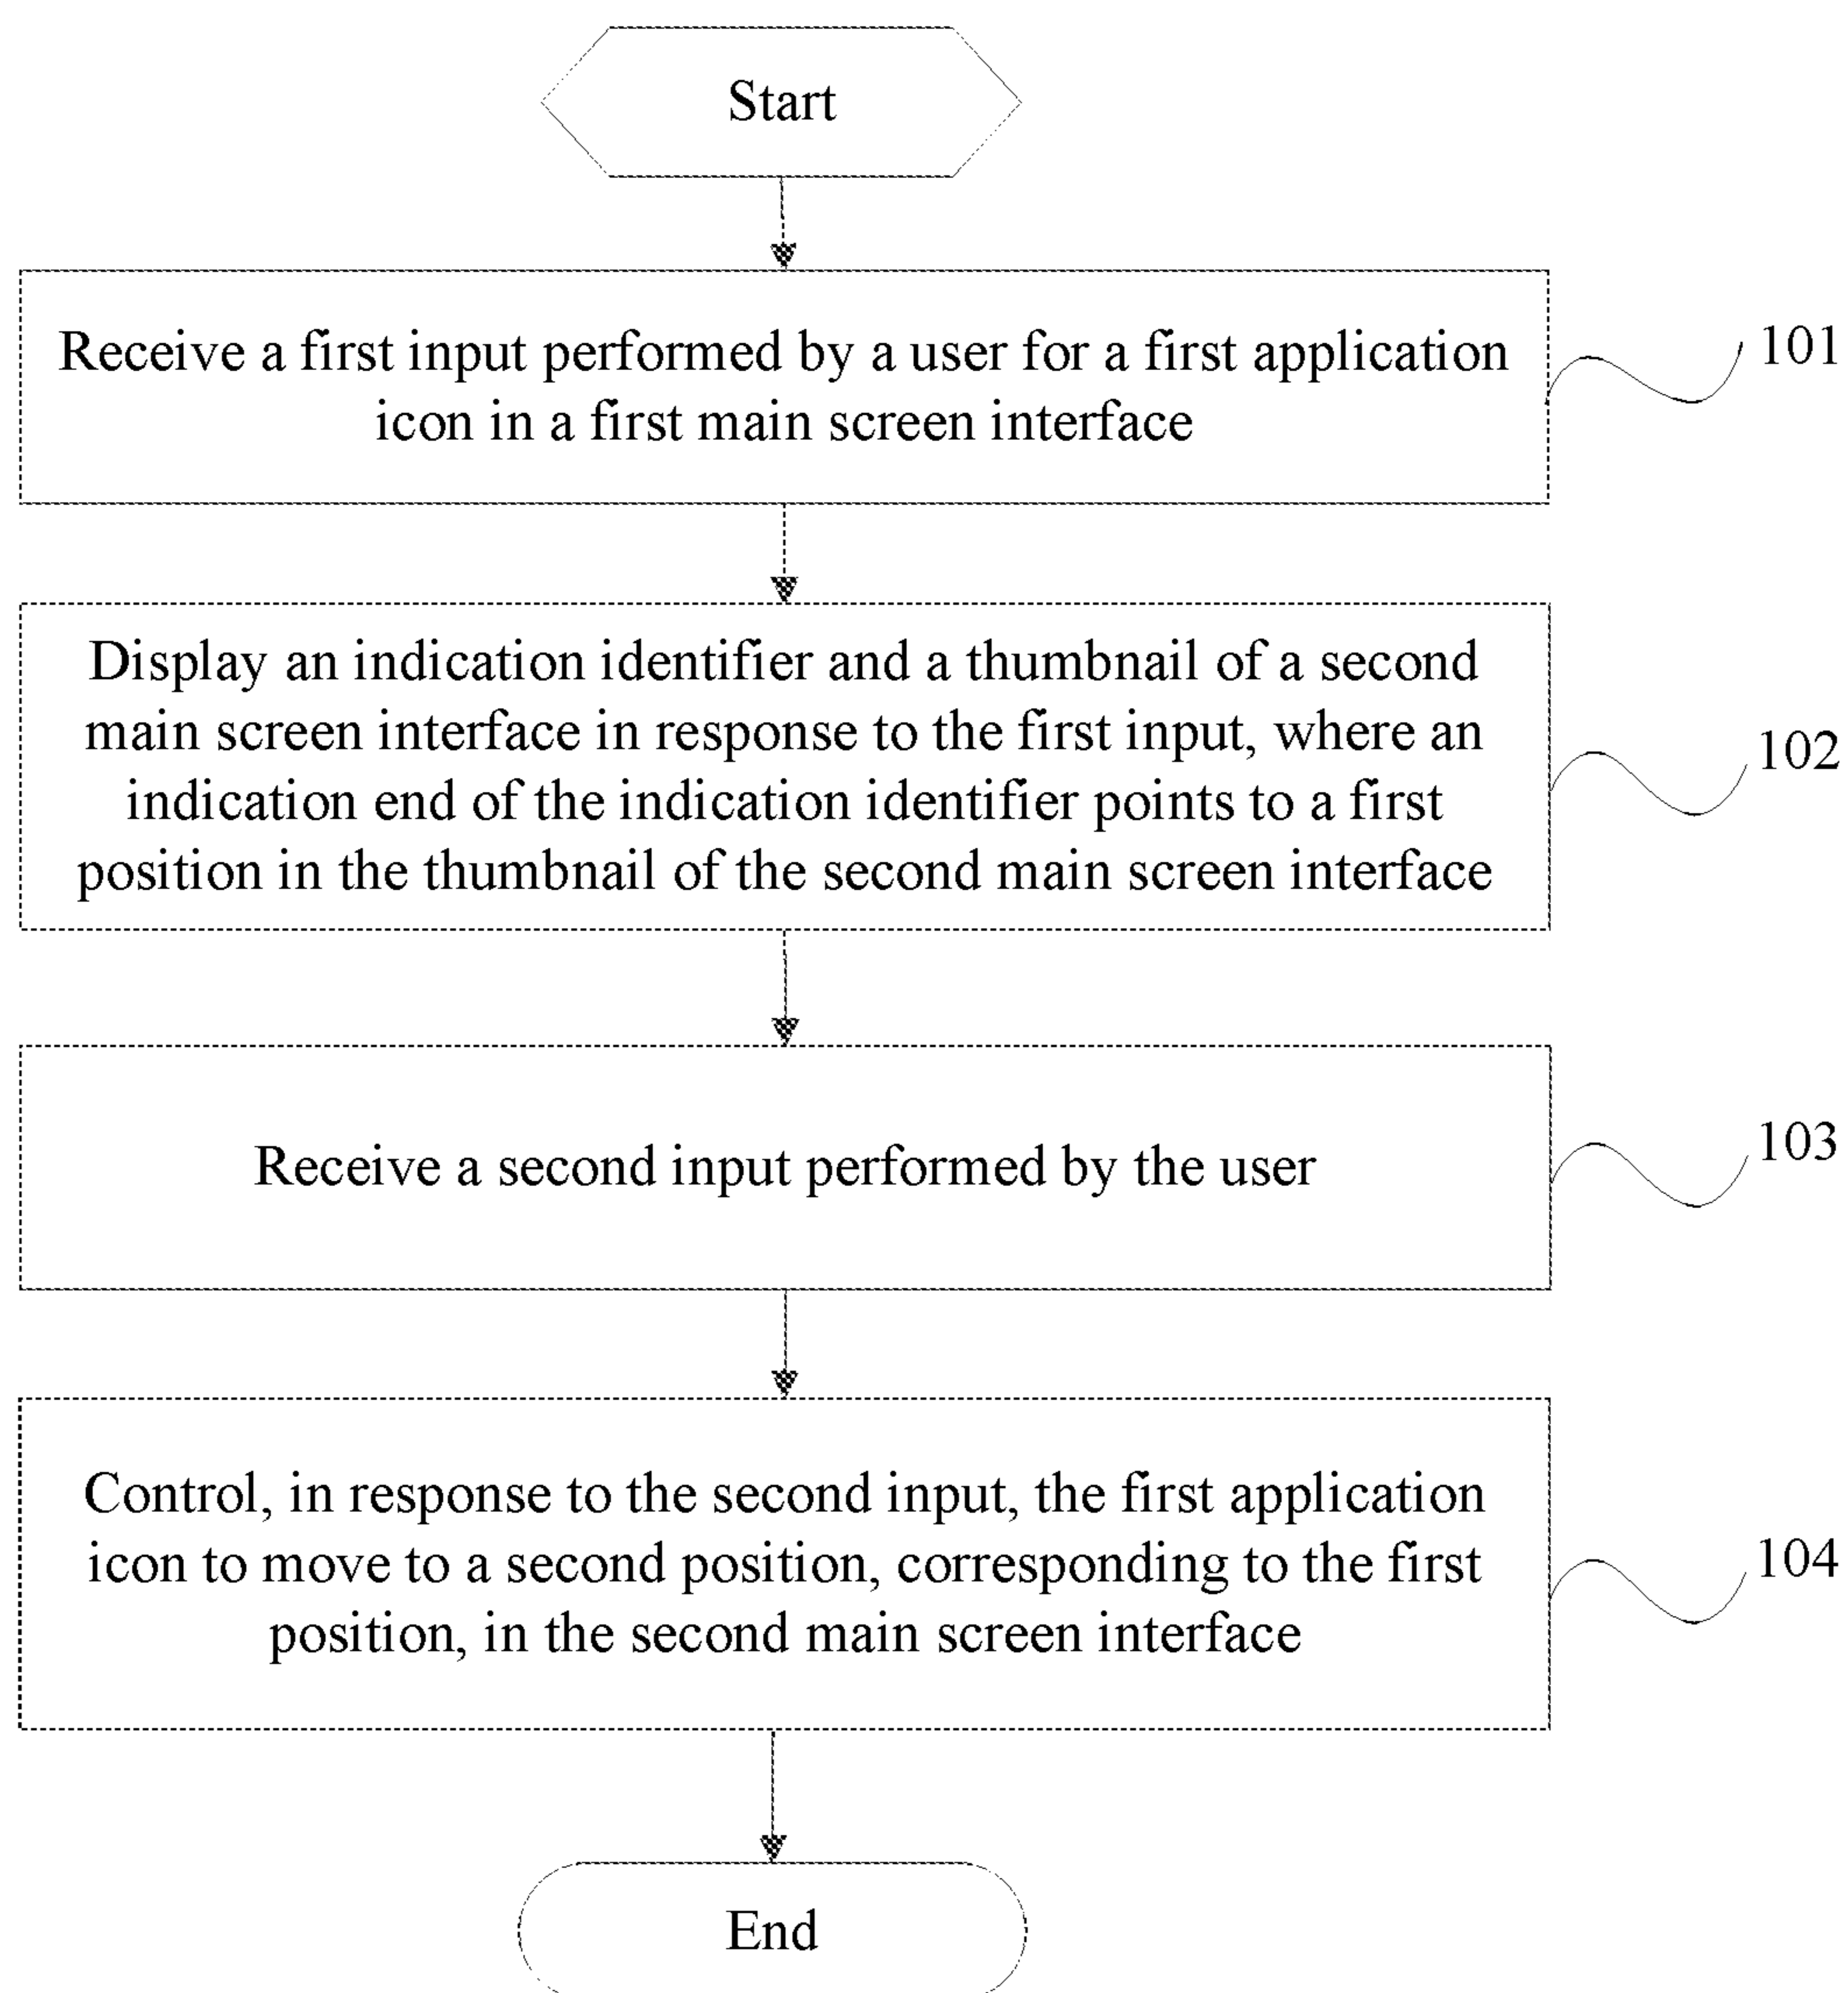 Start
Receive a first input performed by a user for a first application
icon in a first main screen interface
101
Display an indication identifier and a thumbnail of a second
main screen interface in response to the first input, where an
indication end of the indication identifier points to a first
position in the thumbnail of the second main screen interface
102
Receive a second input performed by the user
103
Control, in response to the second input, the first application
icon to move to a second position, corresponding to the first
position, in the second main screen interface
104
End